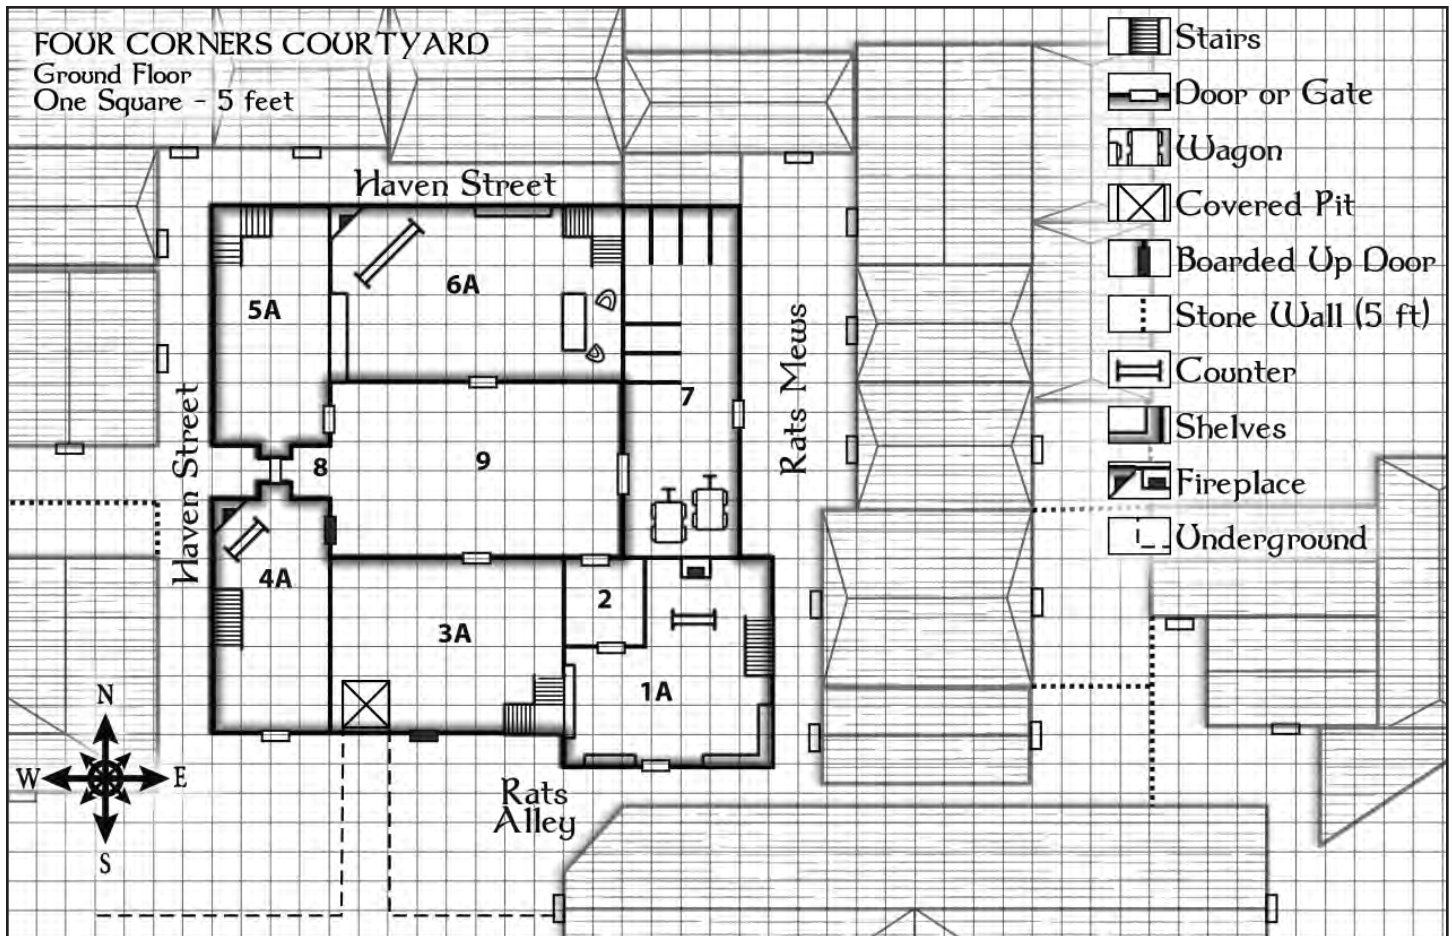 FOUR CORNERS COURTYARD
Ground Floor
One Square - 5 feet
Stairs
Door or Gate
Wagon
Covered Pit
Boarded Up Door
Stone Wall (5 ft)
Counter
Shelves
Fireplace
Underground
Haven Street
5A
6A
7
Rats Mews
Haven Street
8
9
4A
3A
2
1A
N
W
E
S
Rats
Alley